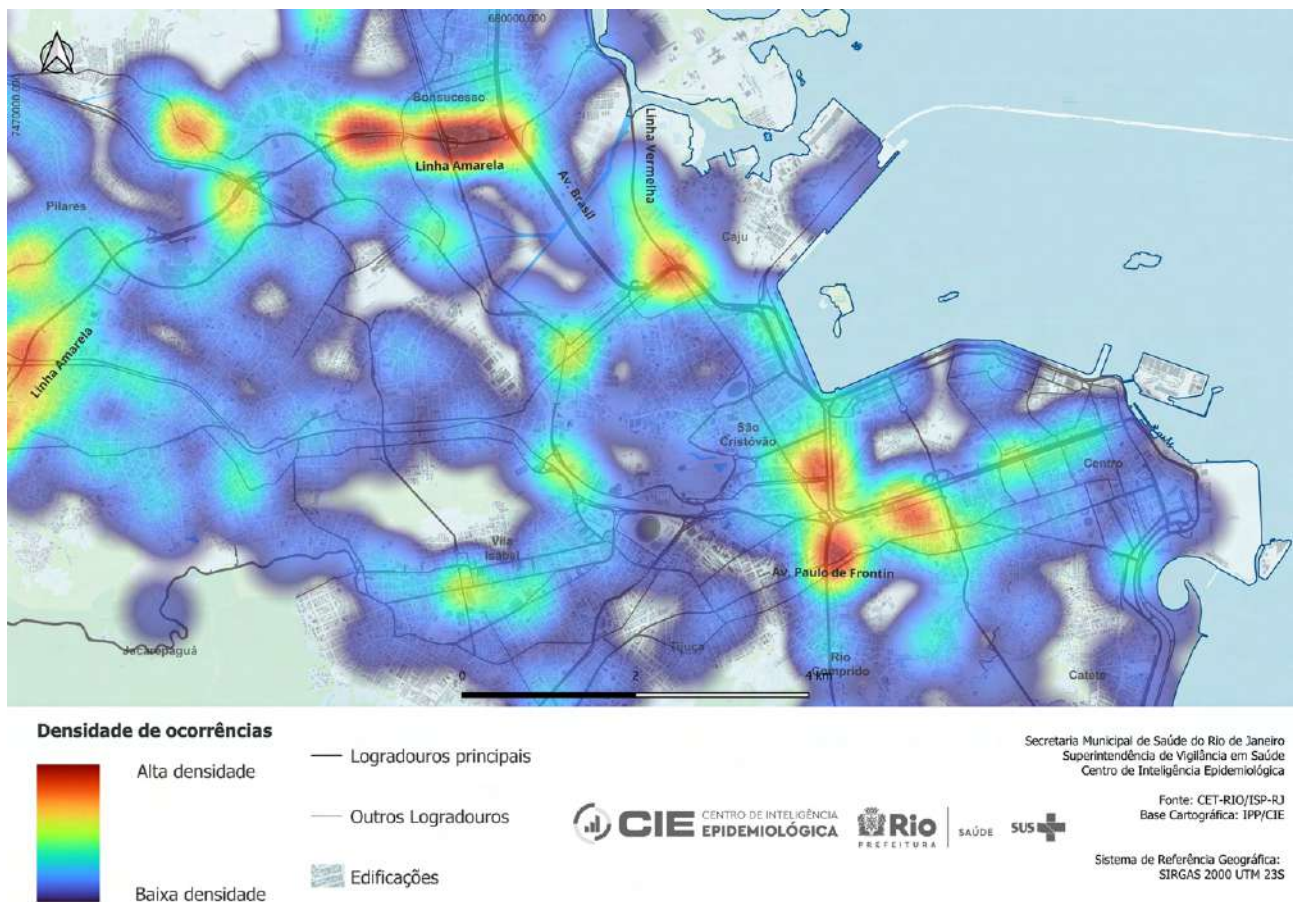 N
680000.000
7470000.000
Bonsucesso
Linha Amarela
Linha Vermelha
Av. Brasil
Pilares
Caju
Linha Amarela
São
Cristóvão
Centro
Vila
Isabel
Av. Paulo de Frontin
Jacarepaguá
Tijuca
Rio
Comprido
Catete
0
2
4 km
Densidade de ocorrências
Alta densidade
Baixa densidade
Logradouros principais
Outros Logradouros
Edificações
CIE
CENTRO DE INTELIGÊNCIA
EPIDEMIOLÓGICA
Rio
PREFEITURA
SAÚDE
SUS
Secretaria Municipal de Saúde do Rio de Janeiro
Superintendência de Vigilância em Saúde
Centro de Inteligência Epidemiológica
Fonte: CET-RIO/ISP-RJ
Base Cartográfica: IPP/CIE
Sistema de Referência Geográfica:
SIRGAS 2000 UTM 23S